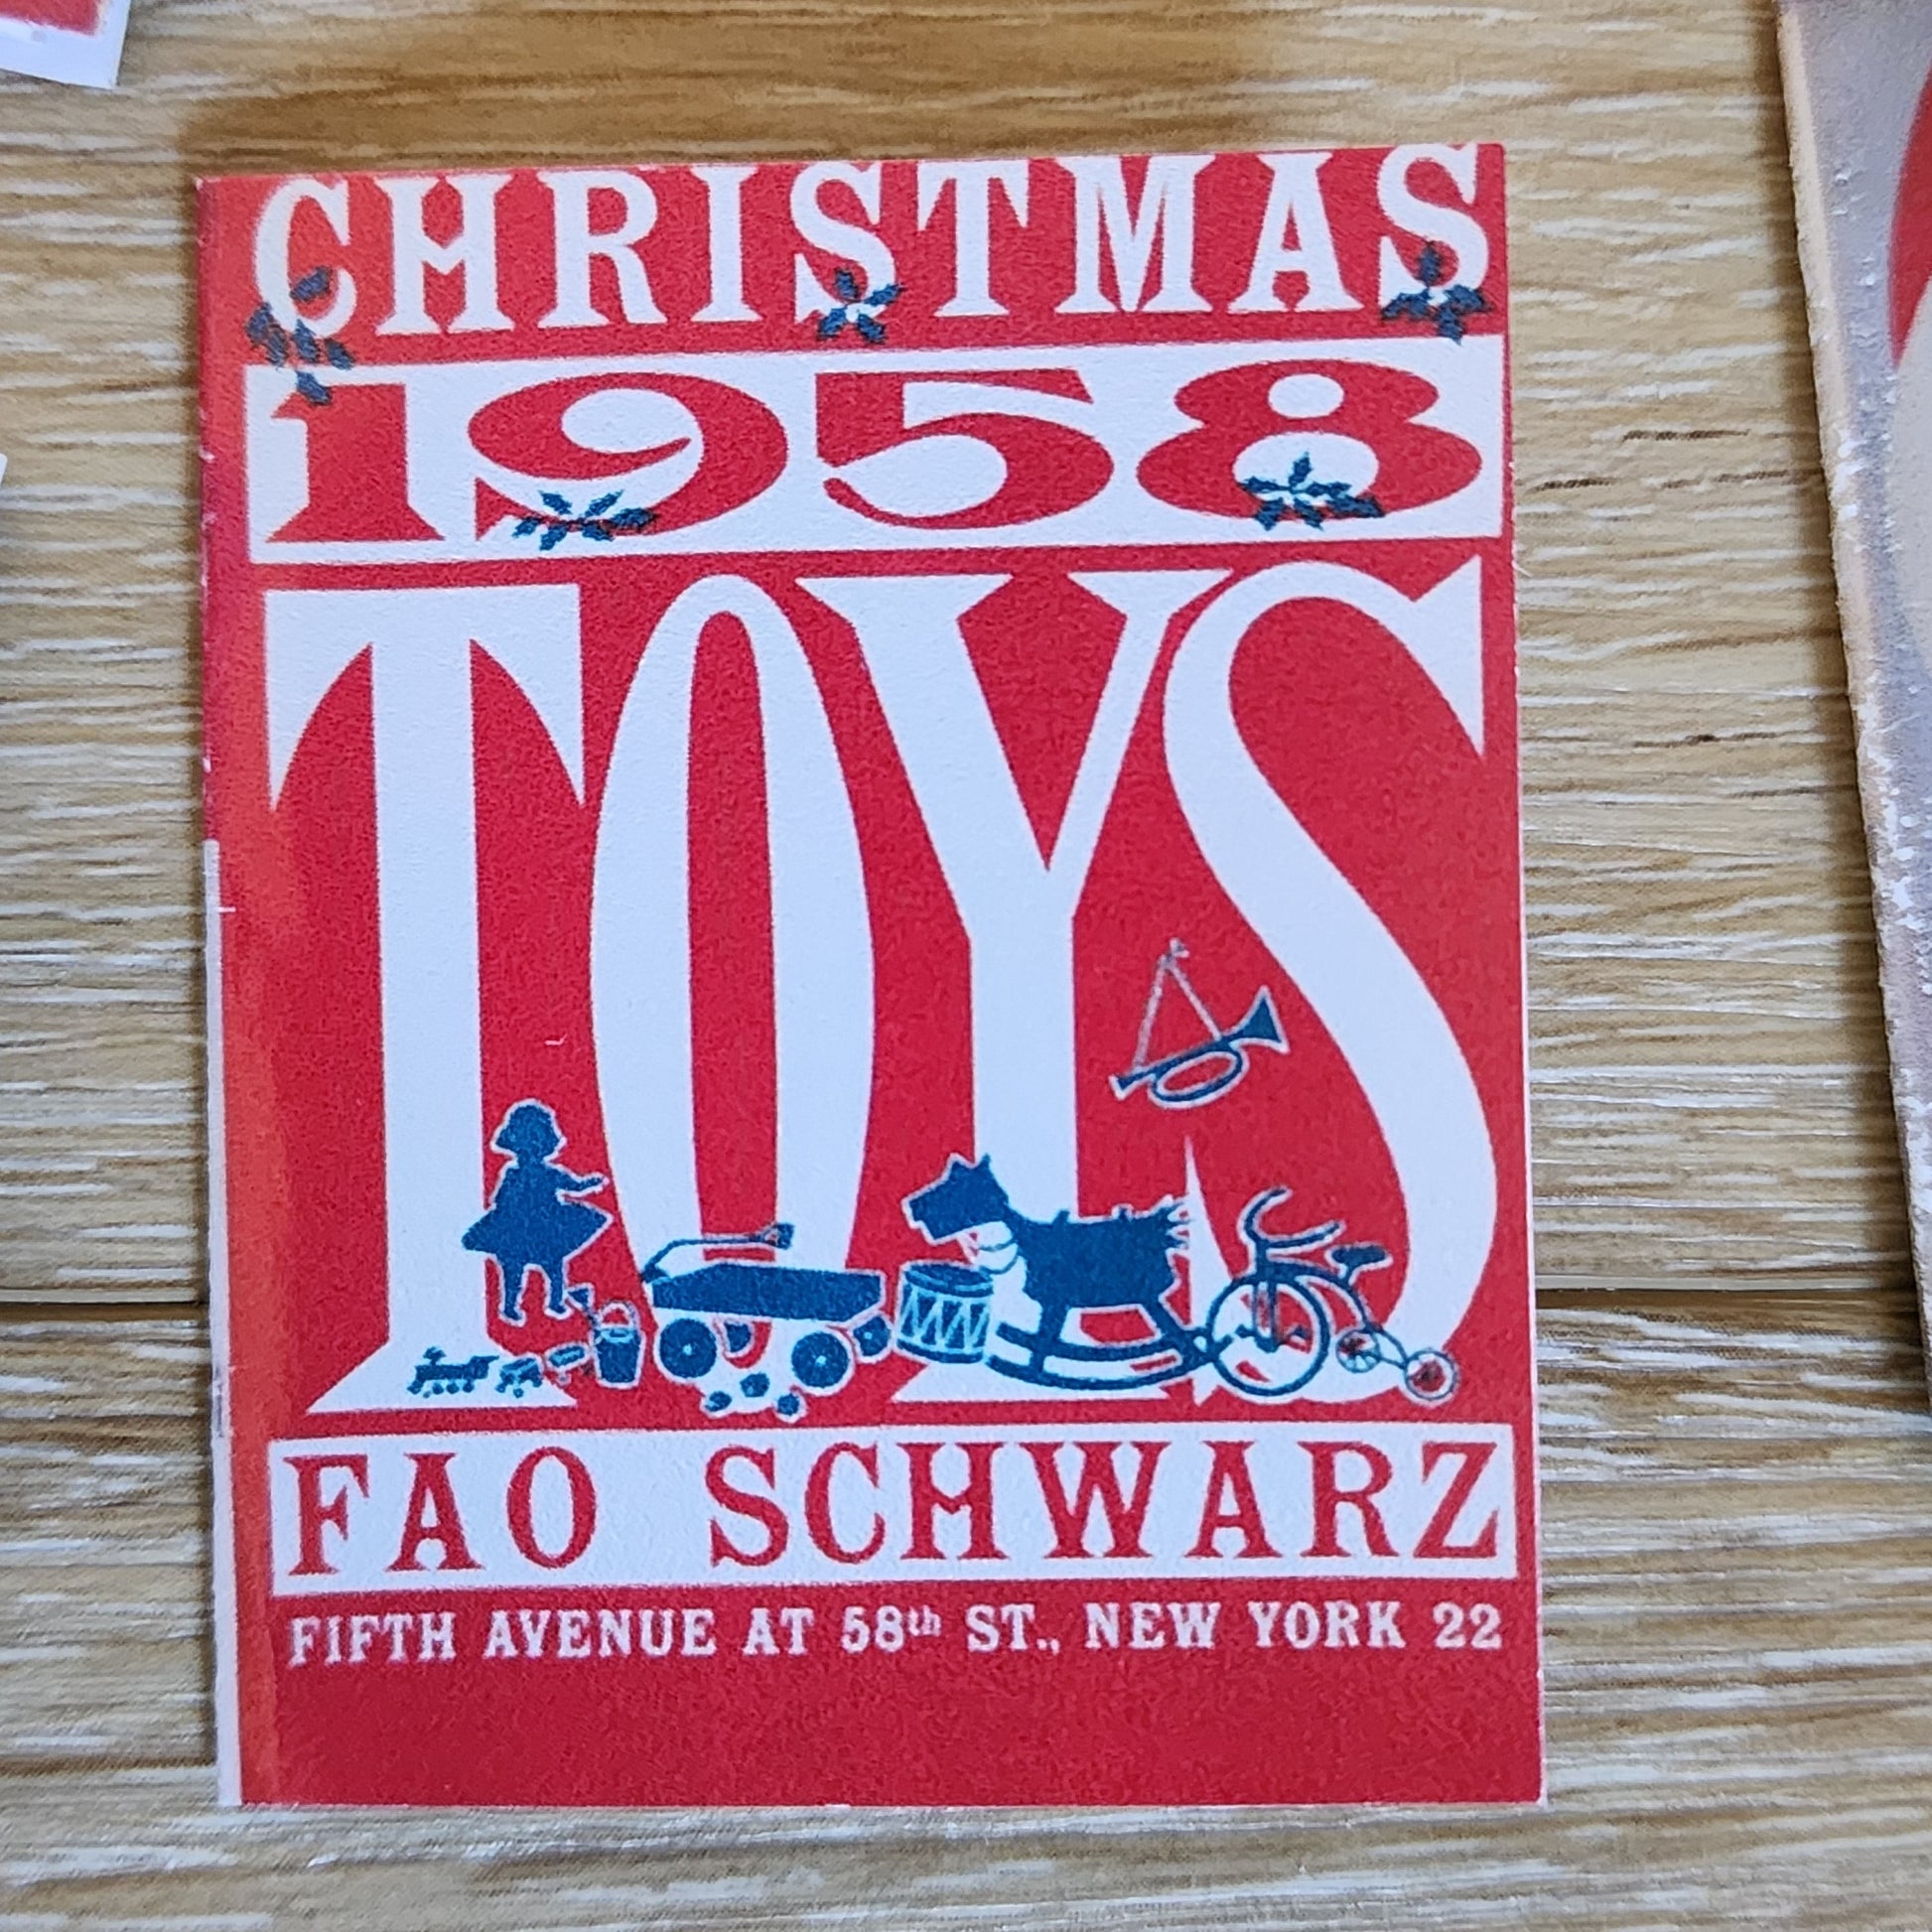 CHRISTMAS
1958
TOYS
FAO SCHWARZ
FIFTH AVENUE AT 58th ST., NEW YORK 22